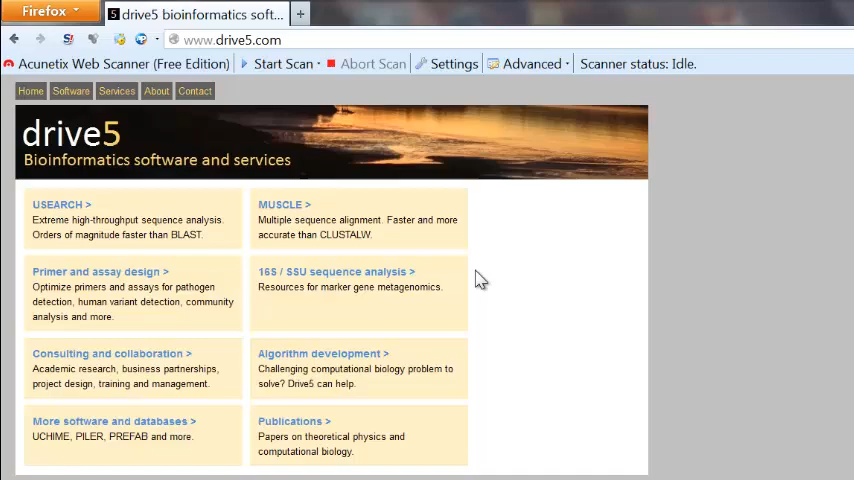 Firefox
drive5 bioinformatics soft...
www.drive5.com
Acunetix Web Scanner (Free Edition) Start Scan Abort Scan Settings Advanced Scanner status: Idle.
Home Software Services About Contact
drive5
Bioinformatics software and services
USEARCH >
Extreme high-throughput sequence analysis.
Orders of magnitude faster than BLAST.
MUSCLE >
Multiple sequence alignment. Faster and more
accurate than CLUSTALW.
Primer and assay design >
Optimize primers and assays for pathogen
detection, human variant detection, community
analysis and more.
16S / SSU sequence analysis >
Resources for marker gene metagenomics.
Consulting and collaboration >
Academic research, business partnerships,
project design, training and management.
Algorithm development >
Challenging computational biology problem to
solve? Drive5 can help.
More software and databases >
UCHIME, PILER, PREFAB and more.
Publications >
Papers on theoretical physics and
computational biology.